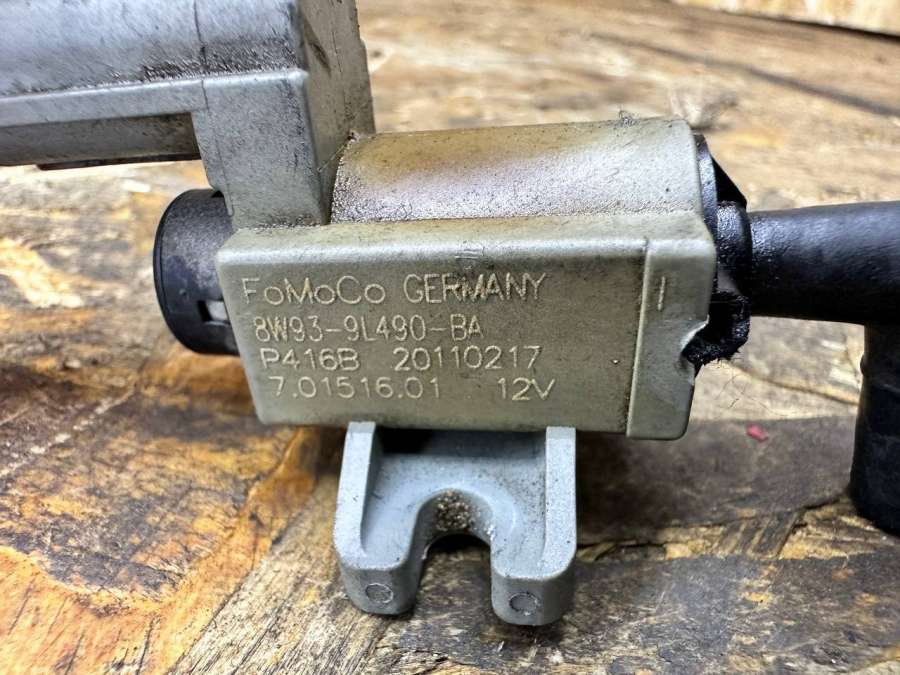 FoMoCo GERMANY
8W93-9L490-BA
P416B 20110217
7.01516.01 12V